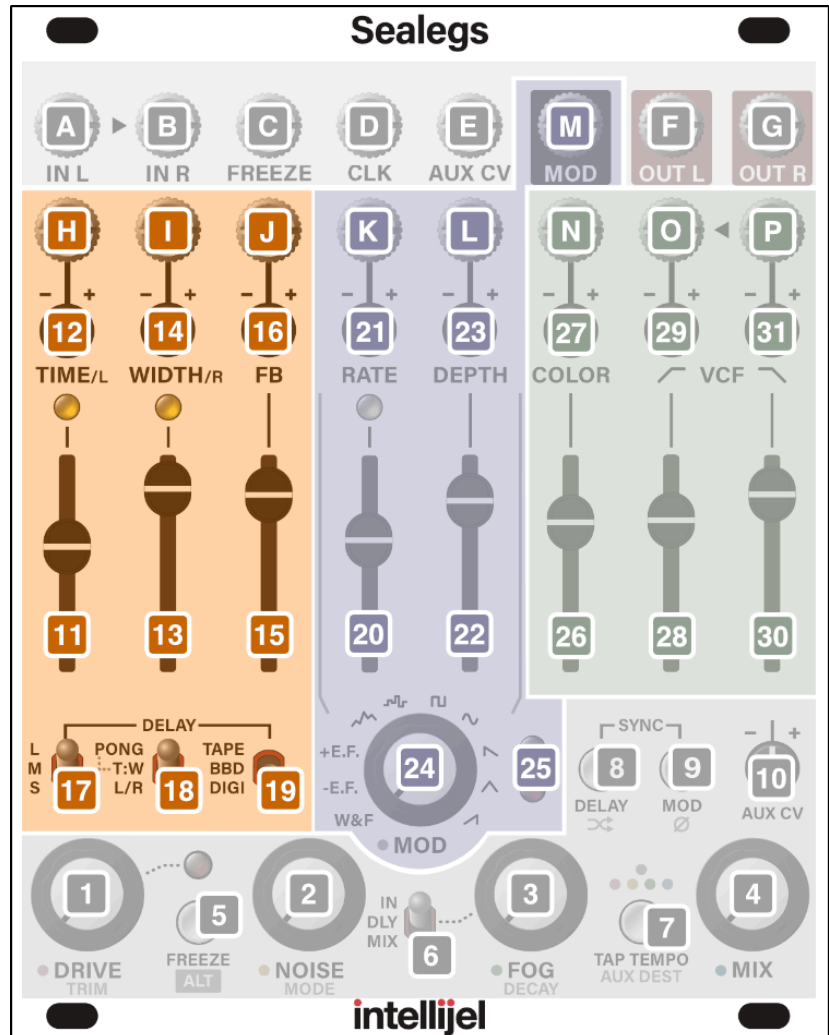 Sealegs
A B C D E M F G
IN L IN R FREEZE CLK AUX CV MOD OUT L OUT R
H I J K L N O P
- + - + - + - + - + - + - + - +
12 14 16 21 23 27 29 31
TIME/L WIDTH/R FB RATE DEPTH COLOR VCF
11 13 15 20 22 26 28 30
DELAY SYNC - +
L PONG TAPE +E.F.
M T:W BBD
S L/R DIGI -E.F.
17 18 19 24 25 8 9 10
W&F DELAY MOD AUX CV
Ø
MOD
1 2 3 4
5 IN
DLY
MIX 6 7
FREEZE TAP TEMPO
ALT AUX DEST
DRIVE NOISE FOG MIX
TRIM MODE DECAY
intellijel